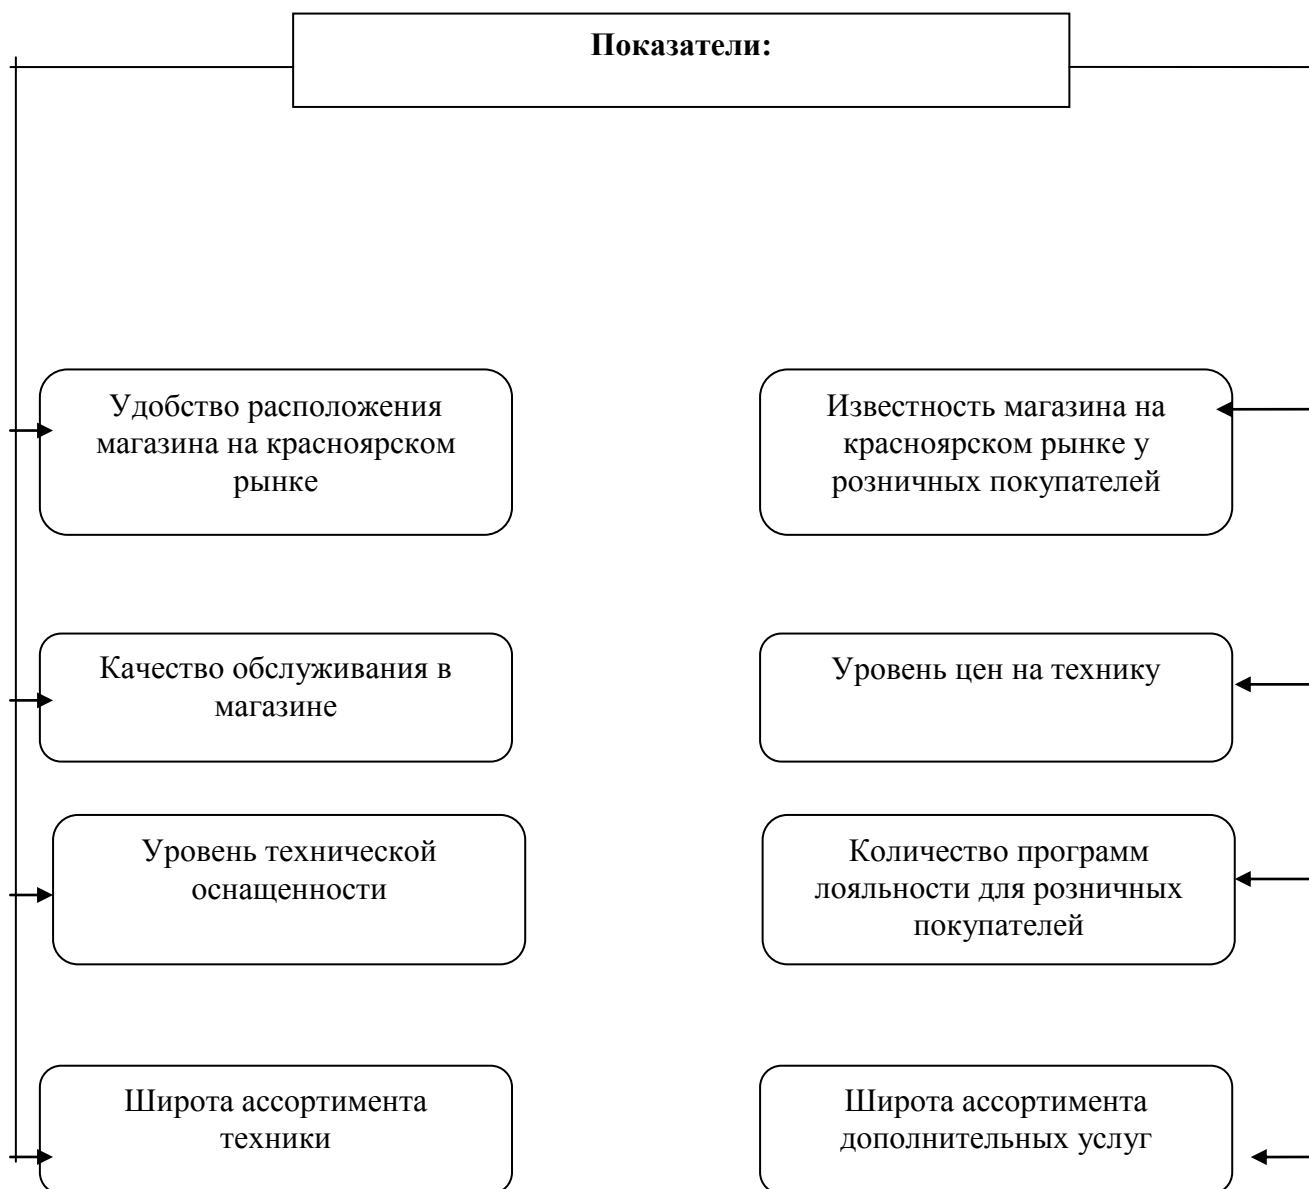 Показатели:
Удобство расположения
магазина на красноярском
рынке
Известность магазина на
красноярском рынке у
розничных покупателей
Качество обслуживания в
магазине
Уровень цен на технику
Уровень технической
оснащенности
Количество программ
лояльности для розничных
покупателей
Широта ассортимента
техники
Широта ассортимента
дополнительных услуг